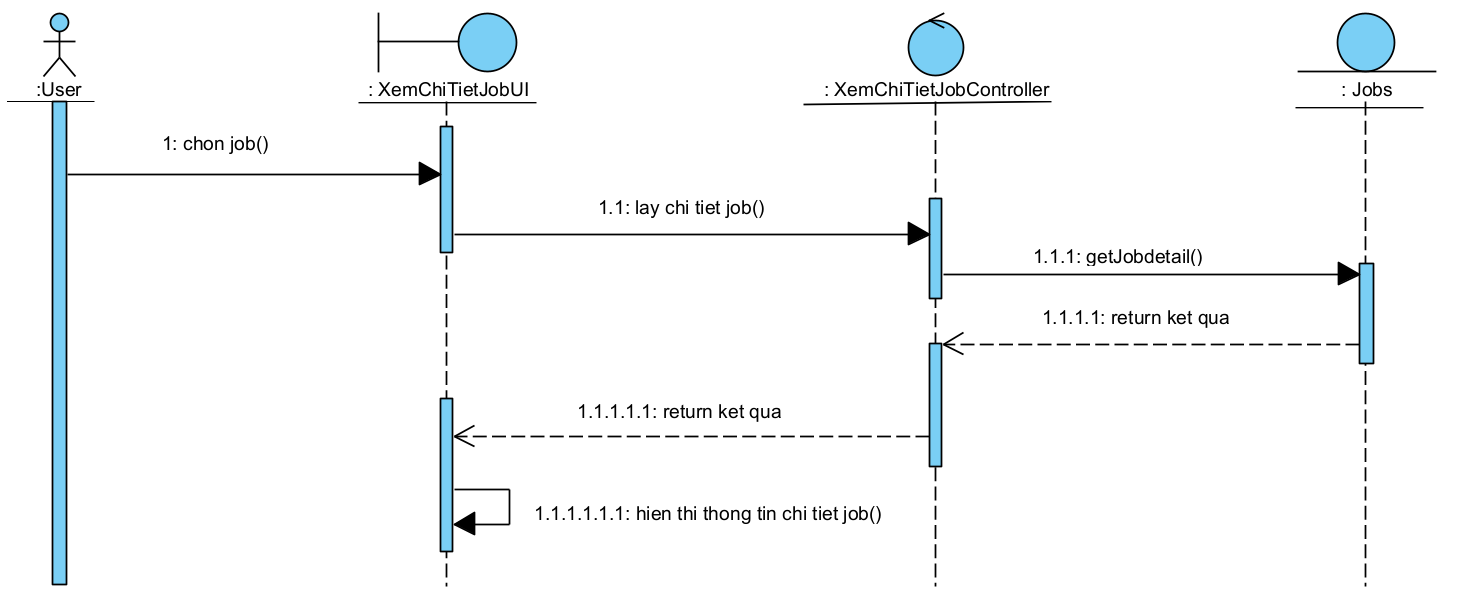 :User
: XemChiTietJobUI
: XemChiTietJobController
: Jobs
1: chon job()
1.1: lay chi tiet job()
1.1.1: getJobdetail()
1.1.1.1: return ket qua
1.1.1.1.1: return ket qua
1.1.1.1.1.1: hien thi thong tin chi tiet job()